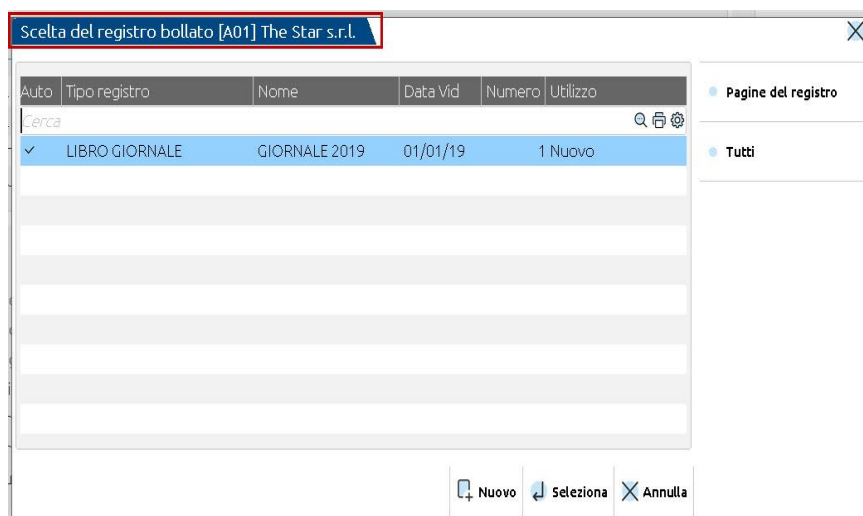 Scelta del registro bollato [A01] The Star s.r.l.
Auto Tipo registro Nome Data Vid Numero Utilizzo
Cerca
LIBRO GIORNALE GIORNALE 2019 01/01/19 1 Nuovo
Pagine del registro
Tutti
Nuovo Seleziona Annulla